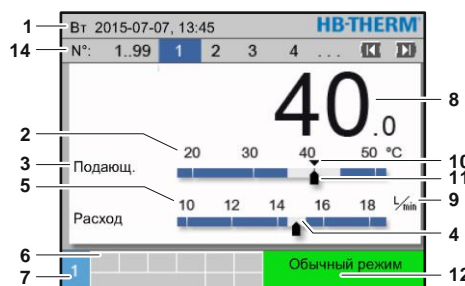 1 Вт 2015-07-07, 13:45 HB-THERM
14 N°: 1..99 1 2 3 4 ...
40.0 8
2 20 30 40 50 °C 10
3 Подающ. 11
5 10 12 14 16 18 L/min 9
Расход 4
6
7 1 Обычный режим 12